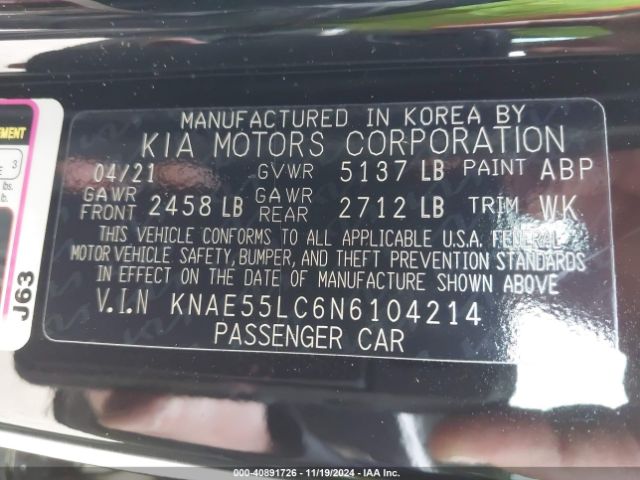 MANUFACTURED IN KOREA BY
KIA MOTORS CORPORATION
04/21 GVWR 5137 LB PAINT ABP
GAWR FRONT 2458 LB GAWR REAR 2712 LB TRIM WK
THIS VEHICLE CONFORMS TO ALL APPLICABLE U.S.A. FEDERAL
MOTOR VEHICLE SAFETY, BUMPER, AND THEFT PREVENTION STANDARDS
IN EFFECT ON THE DATE OF MANUFACTURE SHOWN ABOVE
V.I.N KNAE55LC6N6104214
PASSENGER CAR
EMENT
3
lbs.
J63
000-40891726 - 11/19/2024 - IAA Inc.